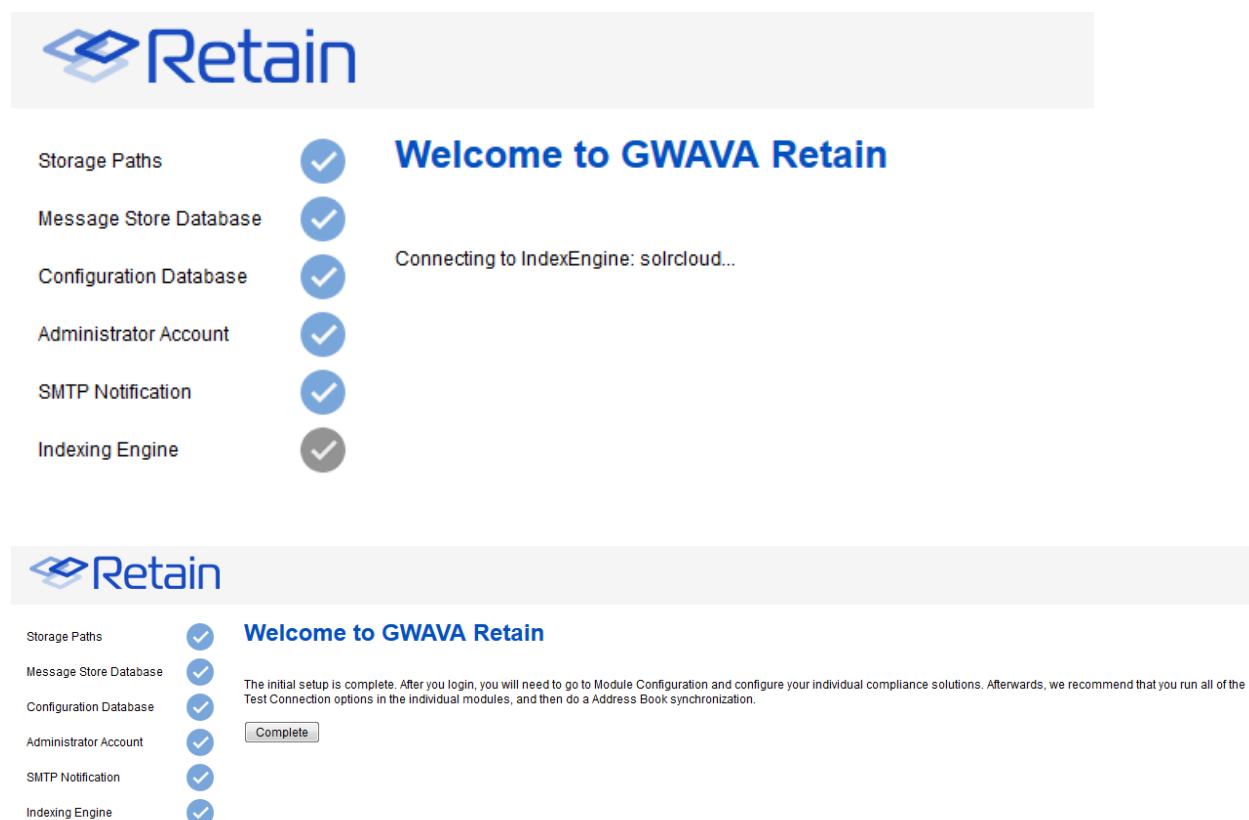 Retain
Welcome to GWAVA Retain
Storage Paths
Message Store Database
Configuration Database
Administrator Account
SMTP Notification
Indexing Engine
Connecting to IndexEngine: solrcloud...
Retain
Welcome to GWAVA Retain
Storage Paths
Message Store Database
Configuration Database
Administrator Account
SMTP Notification
Indexing Engine
The initial setup is complete. After you login, you will need to go to Module Configuration and configure your individual compliance solutions. Afterwards, we recommend that you run all of the
Test Connection options in the individual modules, and then do a Address Book synchronization.
Complete